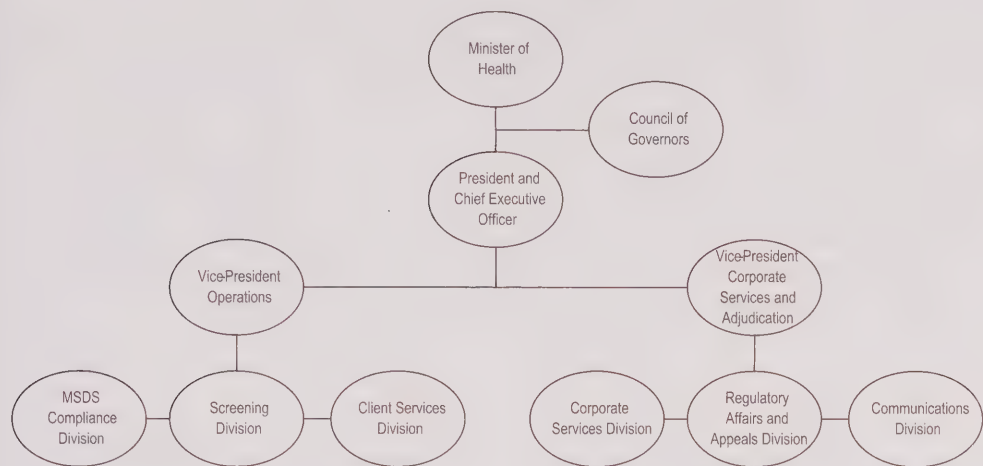 Minister of
Health
Council of
Governors
President and
Chief Executive
Officer
Vice-President
Operations
Vice-President
Corporate
Services and
Adjudication
MSDS
Compliance
Division
Screening
Division
Client Services
Division
Corporate
Services Division
Regulatory
Affairs and
Appeals Division
Communications
Division